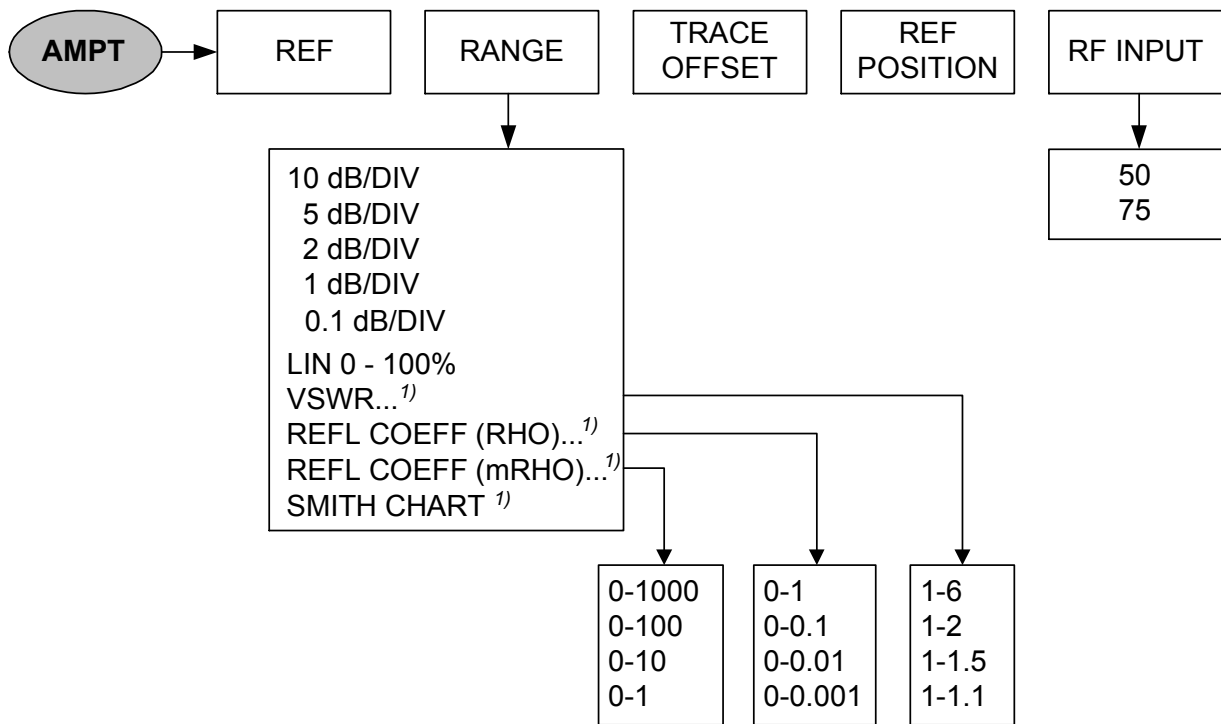 AMPT
REF
RANGE
TRACE
OFFSET
REF
POSITION
RF INPUT
10 dB/DIV
5 dB/DIV
2 dB/DIV
1 dB/DIV
0.1 dB/DIV
LIN 0 - 100%
VSWR...1)
REFL COEFF (RHO)...1)
REFL COEFF (mRHO)...1)
SMITH CHART 1)
50
75
0-1000
0-100
0-10
0-1
0-1
0-0.1
0-0.01
0-0.001
1-6
1-2
1-1.5
1-1.1